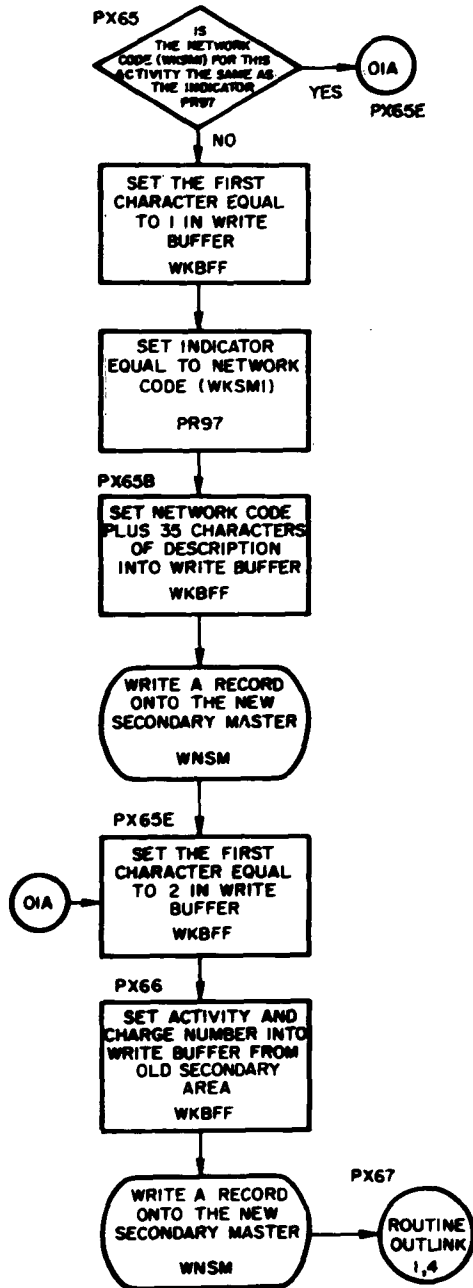 PX65
IS
THE NETWORK
CODE (WKSM1) FOR THIS
ACTIVITY THE SAME AS
THE INDICATOR
PR97
YES
01A
PX65E
NO
SET THE FIRST
CHARACTER EQUAL
TO 1 IN WRITE
BUFFER
WKBFF
SET INDICATOR
EQUAL TO NETWORK
CODE (WKSM1)
PR97
PX65B
SET NETWORK CODE
PLUS 35 CHARACTERS
OF DESCRIPTION
INTO WRITE BUFFER
WKBFF
WRITE A RECORD
ONTO THE NEW
SECONDARY MASTER
WNSM
PX65E
01A
SET THE FIRST
CHARACTER EQUAL
TO 2 IN WRITE
BUFFER
WKBFF
PX66
SET ACTIVITY AND
CHARGE NUMBER INTO
WRITE BUFFER FROM
OLD SECONDARY
AREA
WKBFF
WRITE A RECORD
ONTO THE NEW
SECONDARY MASTER
WNSM
PX67
ROUTINE
OUTLINK
1,4